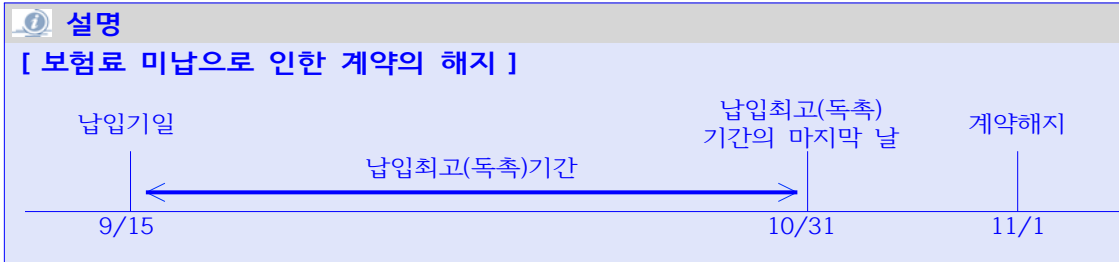 설명
[ 보험료 미납으로 인한 계약의 해지 ]
납입최고(독촉)
납입기일
기간의 마지막 날
계약해지
납입최고(독촉)기간
9/15
10/31
11/1